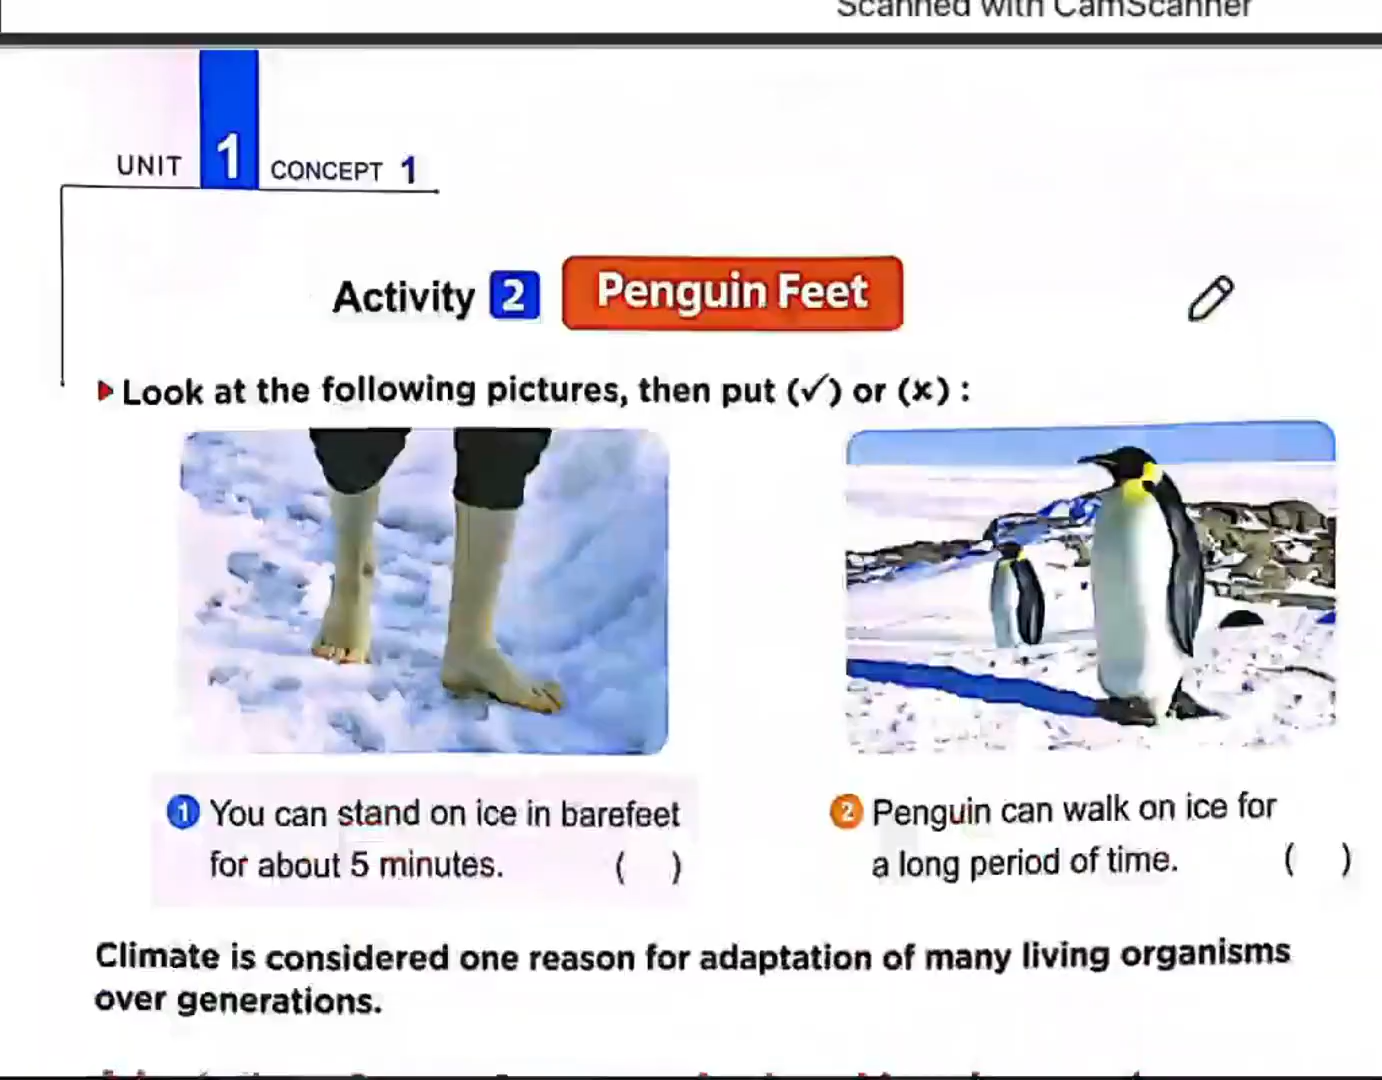 Scanned with CamScanner
UNIT 1 CONCEPT 1
Activity 2 Penguin Feet
Look at the following pictures, then put (✓) or (x) :
1 You can stand on ice in barefeet
for about 5 minutes. ( )
2 Penguin can walk on ice for
a long period of time. ( )
Climate is considered one reason for adaptation of many living organisms
over generations.